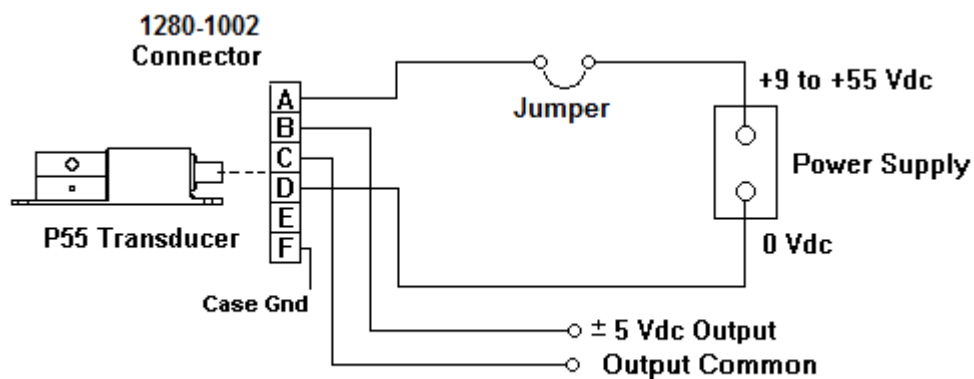 1280-1002
Connector
A
B
C
D
E
F
P55 Transducer
Case Gnd
Jumper
+9 to +55 Vdc
Power Supply
0 Vdc
± 5 Vdc Output
Output Common